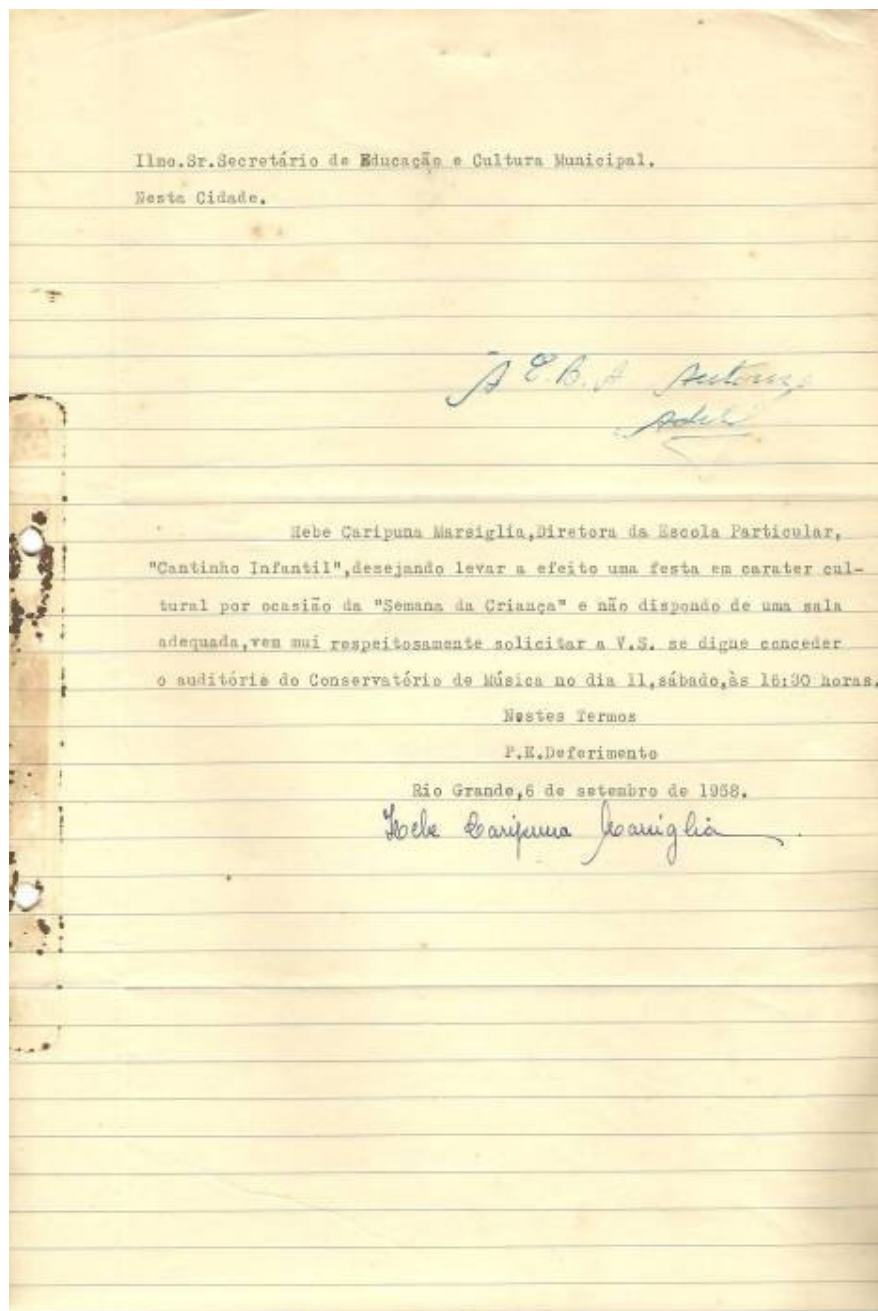 Ilmo.Sr.Secretário de Educação e Cultura Municipal.
Nesta Cidade.
À E.B.A
Hebe Caripuna Marsiglia,Diretora da Escola Particular,
"Cantinho Infantil",desejando levar a efeito uma festa em carater cul-
tural por ocasião da "Semana da Criança" e não dispondo de uma sala
adequada,vem mui respeitosamente solicitar a V.S. se digne conceder
o auditório do Conservatório de Música no dia 11,sábado,às 16:30 horas.
Nestes Termos
P.E.Deferimento
Rio Grande,6 de setembro de 1958.
Hebe Caripuna Marsiglia